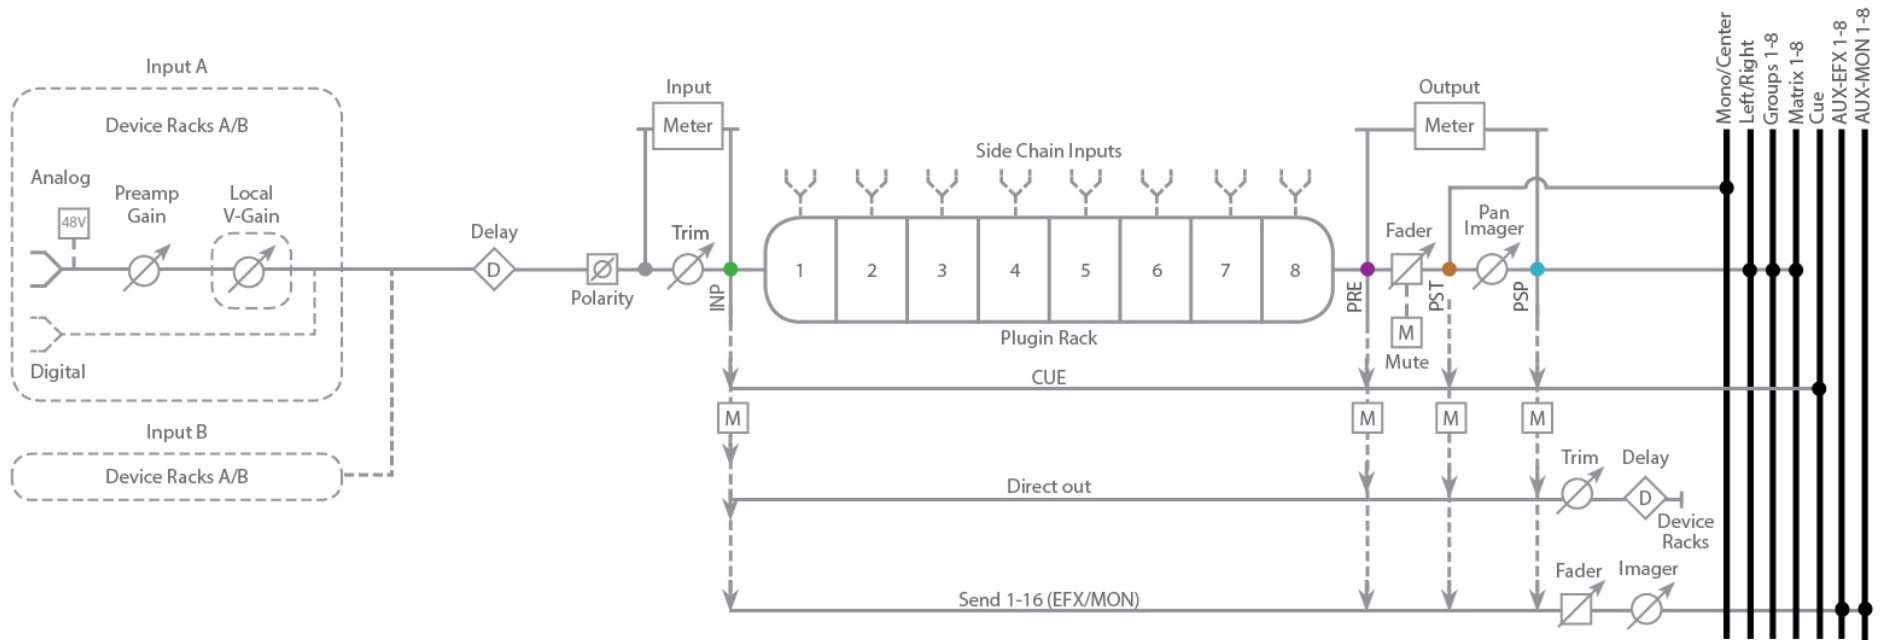 Input A
Device Racks A/B
Analog
48V
Preamp
Gain
Local
V-Gain
Digital
Input B
Device Racks A/B
Delay
D
Polarity
Input
Meter
Trim
INP
Side Chain Inputs
1 2 3 4 5 6 7 8
Plugin Rack
Output
Meter
PRE
Fader
M
Mute
PST
Pan
Imager
PSP
Mono/Center
Left/Right
Groups 1-8
Matrix 1-8
Cue
AUX-EFX 1-8
AUX-MON 1-8
CUE
M M M M
Direct out
Trim
Delay
D
Device
Racks
Send 1-16 (EFX/MON)
Fader
Imager